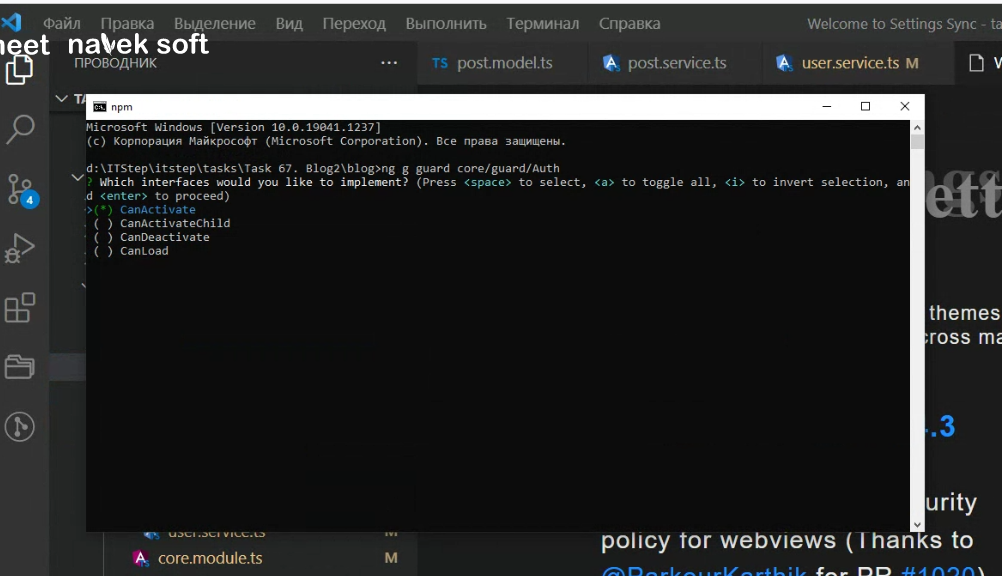 Файл Правка Выделение Вид Переход Выполнить Терминал Справка Welcome to Settings Sync - ta
navek soft
ПРОВОДНИК ...
TS post.model.ts post.service.ts user.service.ts M
npm
Microsoft Windows [Version 10.0.19041.1237]
(c) Корпорация Майкрософт (Microsoft Corporation). Все права защищены.
d:\ITStep\itstep\tasks\Task 67. Blog2\blog>ng g guard core/guard/Auth
? Which interfaces would you like to implement? (Press <space> to select, <a> to toggle all, <i> to invert selection, an
d <enter> to proceed)
>(*) CanActivate
( ) CanActivateChild
( ) CanDeactivate
( ) CanLoad
4
themes
.3
urity
user.service.ts M
policy for webviews (Thanks to
core.module.ts M
@ParkourKarthik for PR #1020)